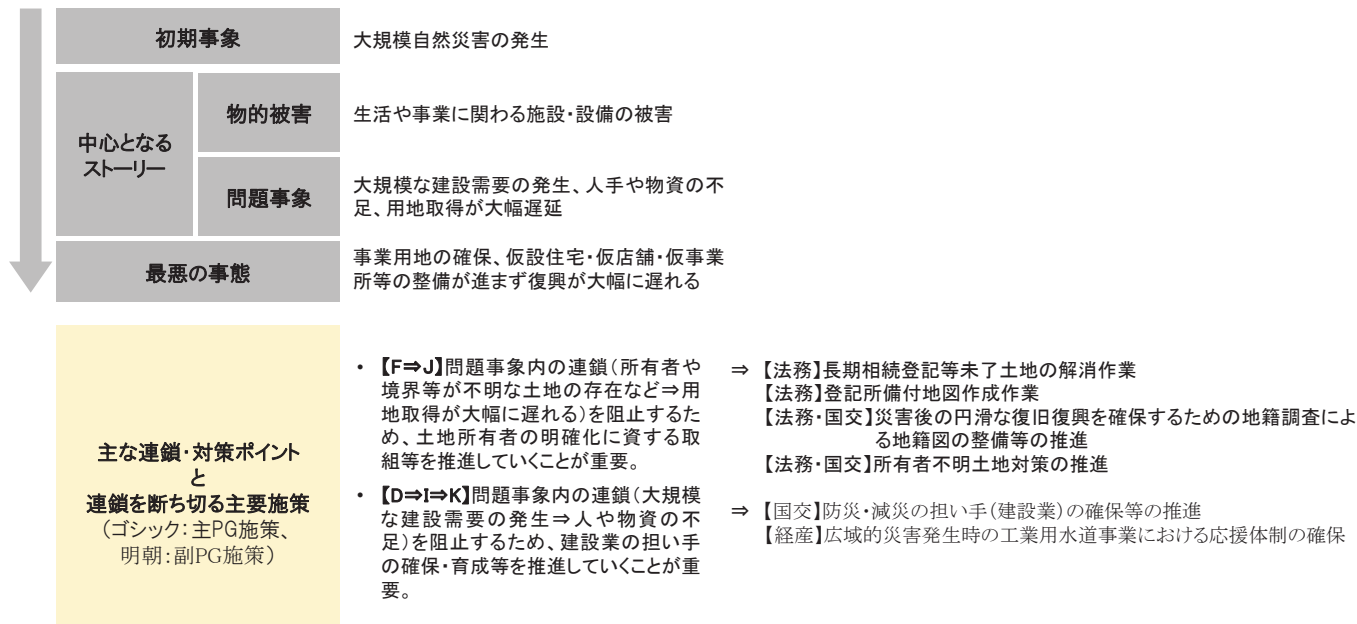 初期事象
大規模自然災害の発生
中心となる
ストーリー
物的被害
生活や事業に関わる施設・設備の被害
問題事象
大規模な建設需要の発生、人手や物資の不
足、用地取得が大幅遅延
最悪の事態
事業用地の確保、仮設住宅・仮店舗・仮事業
所等の整備が進まず復興が大幅に遅れる
主な連鎖・対策ポイント
と
連鎖を断ち切る主要施策
（ゴシック：主PG施策、
明朝：副PG施策）
・ 【F⇒J】問題事象内の連鎖（所有者や
境界等が不明な土地の存在など⇒用
地取得が大幅に遅れる）を阻止するた
め、土地所有者の明確化に資する取
組等を推進していくことが重要。
⇒ 【法務】長期相続登記等未了土地の解消作業
【法務】登記所備付地図作成作業
【法務・国交】災害後の円滑な復旧復興を確保するための地籍調査によ
る地籍図の整備等の推進
【法務・国交】所有者不明土地対策の推進
・ 【D⇒I⇒K】問題事象内の連鎖（大規模
な建設需要の発生⇒人や物資の不
足）を阻止するため、建設業の担い手
の確保・育成等を推進していくことが重
要。
⇒ 【国交】防災・減災の担い手（建設業）の確保等の推進
【経産】広域的災害発生時の工業用水道事業における応援体制の確保